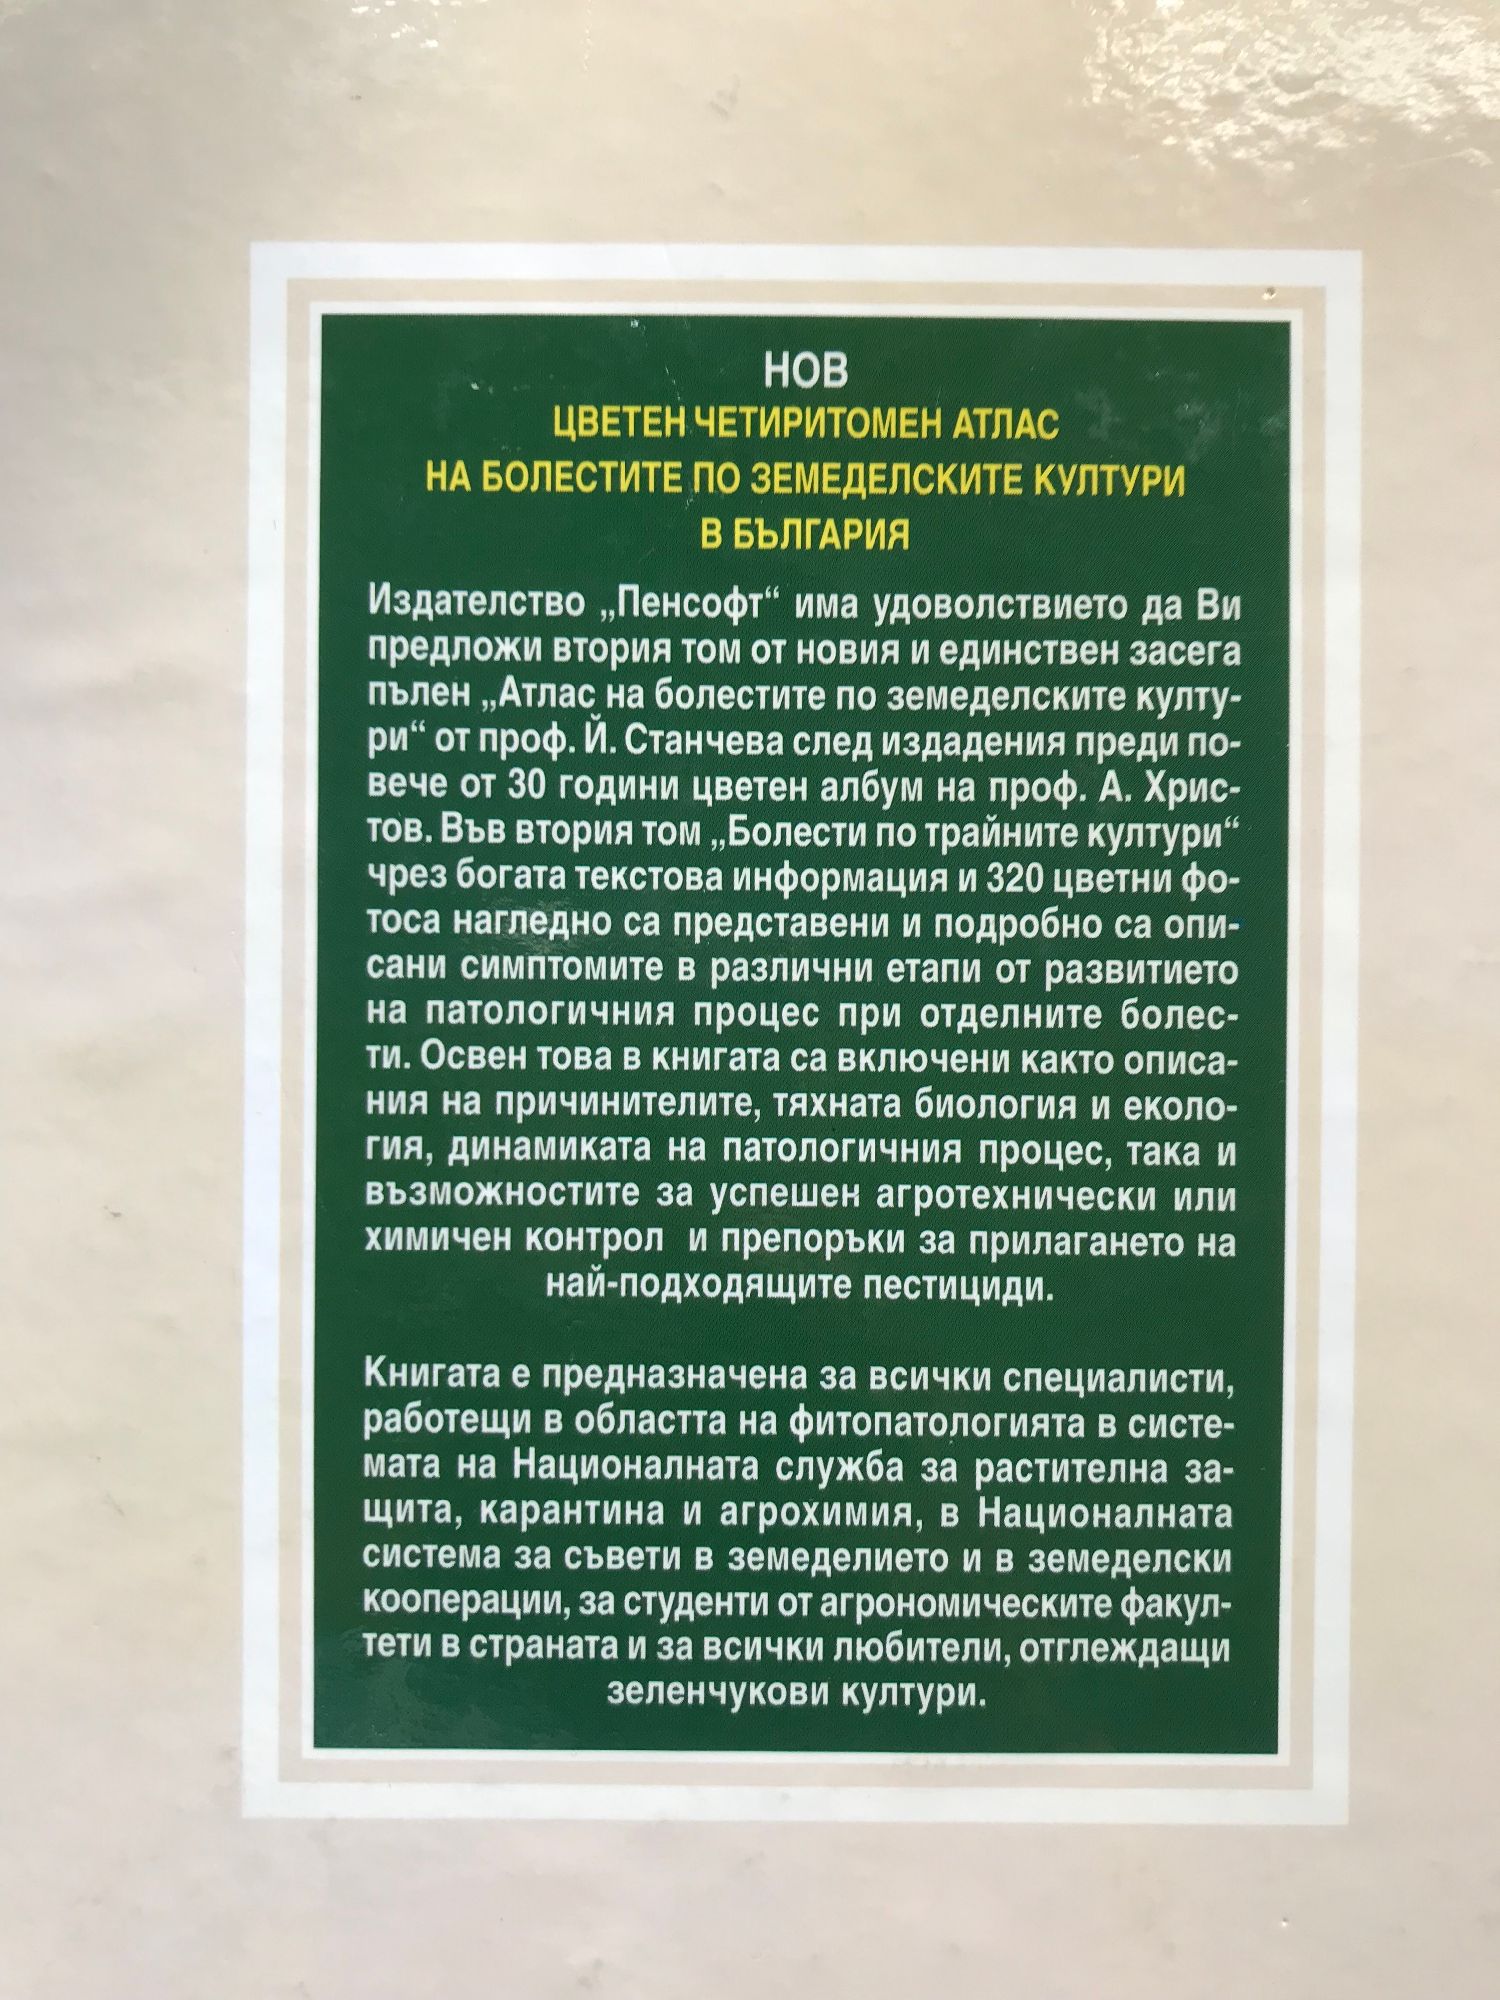 НОВ
ЦВЕТЕН ЧЕТИРИТОМЕН АТЛАС
НА БОЛЕСТИТЕ ПО ЗЕМЕДЕЛСКИТЕ КУЛТУРИ
В БЪЛГАРИЯ
Издателство „Пенсофт“ има удоволствието да Ви
предложи втория том от новия и единствен засега
пълен „Атлас на болестите по земеделските култу-
ри“ от проф. Й. Станчева след издадения преди по-
вече от 30 години цветен албум на проф. А. Хрис-
тов. Във втория том „Болести по трайните култури“
чрез богата текстова информация и 320 цветни фо-
тоса нагледно са представени и подробно са опи-
сани симптомите в различни етапи от развитието
на патологичния процес при отделните болес-
ти. Освен това в книгата са включени както описа-
ния на причинителите, тяхната биология и еколо-
гия, динамиката на патологичния процес, така и
възможностите за успешен агротехнически или
химичен контрол и препоръки за прилагането на
най-подходящите пестициди.
Книгата е предназначена за всички специалисти,
работещи в областта на фитопатологията в систе-
мата на Националната служба за растителна за-
щита, карантина и агрохимия, в Националната
система за съвети в земеделието и в земеделски
кооперации, за студенти от агрономическите факул-
тети в страната и за всички любители, отглеждащи
зеленчукови култури.